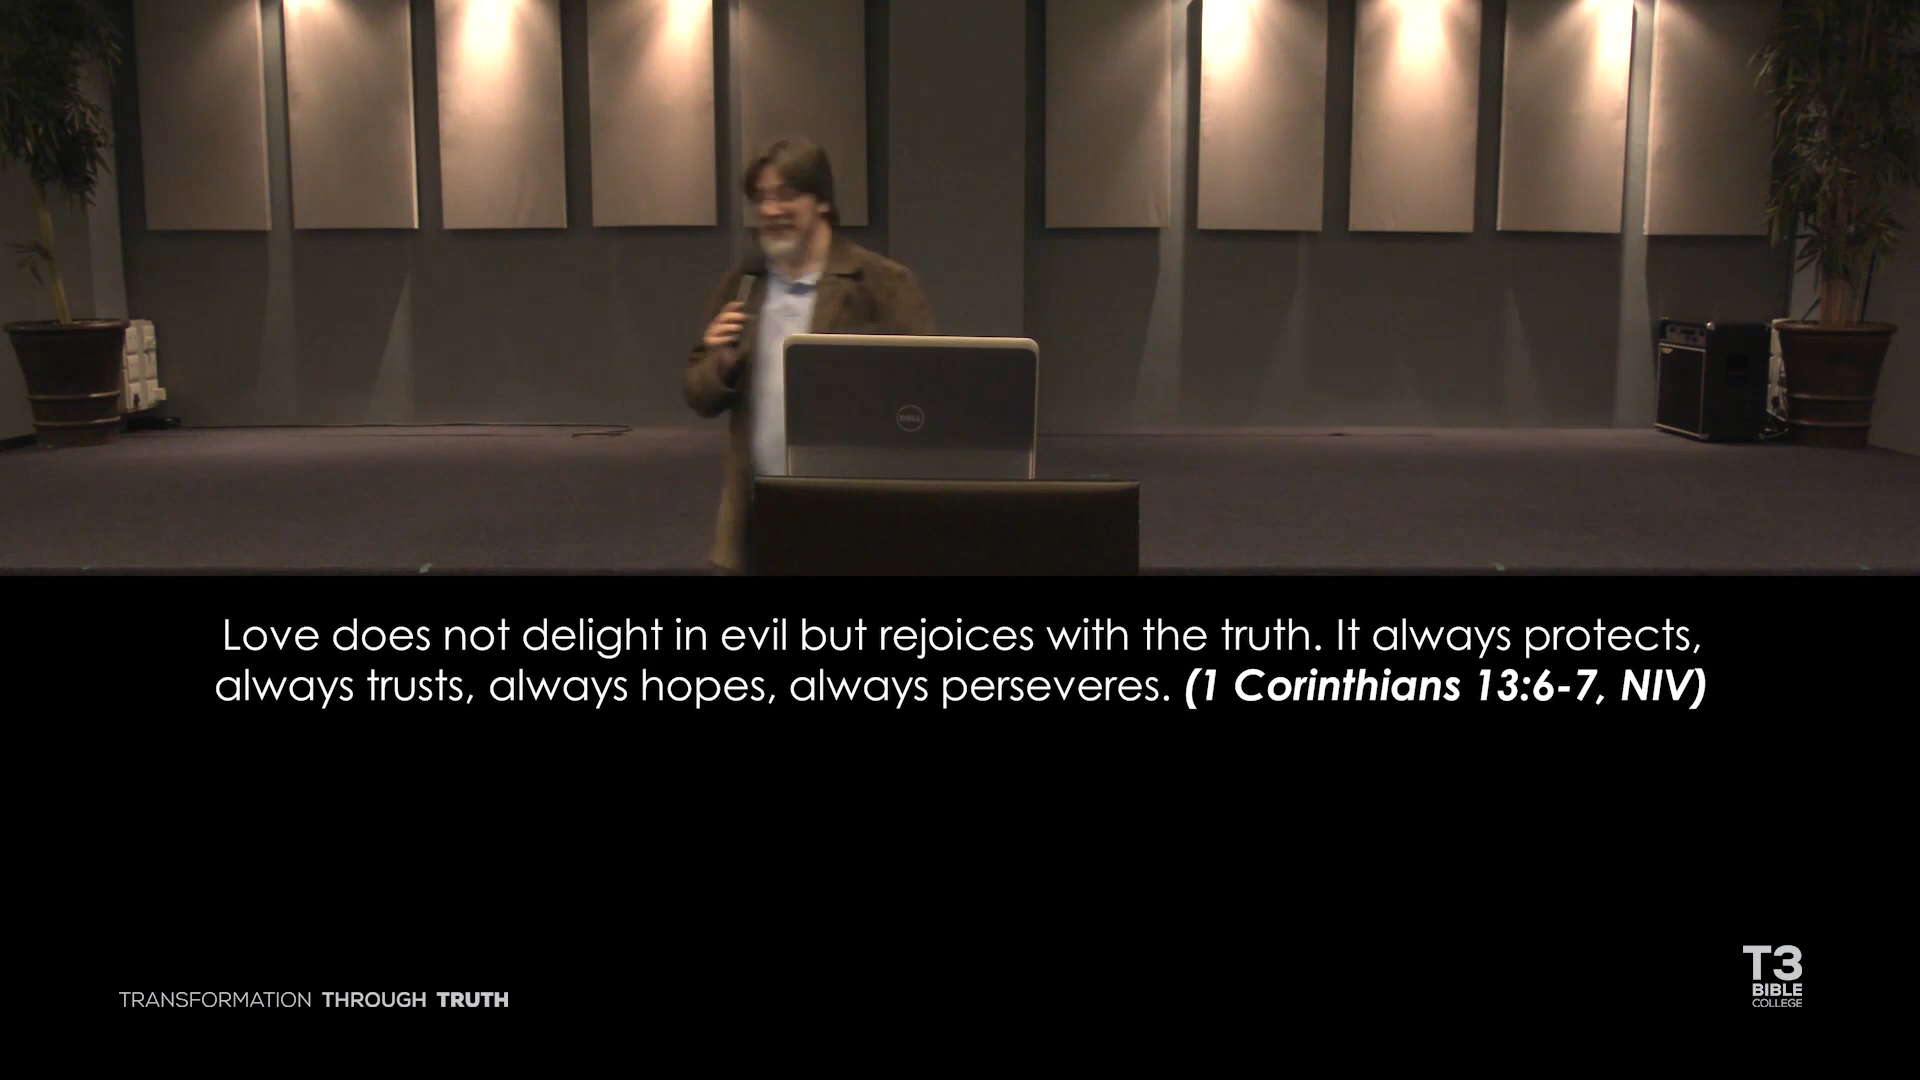 DELL
Love does not delight in evil but rejoices with the truth. It always protects,
always trusts, always hopes, always perseveres. (1 Corinthians 13:6-7, NIV)
TRANSFORMATION THROUGH TRUTH
T3
BIBLE
COLLEGE